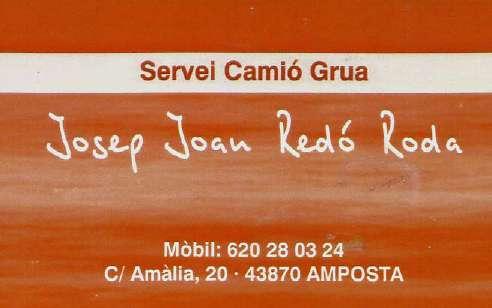 Servei Camió Grua
Josep Joan Redó Roda
Mòbil: 620 28 03 24
C/ Amàlia, 20 · 43870 AMPOSTA